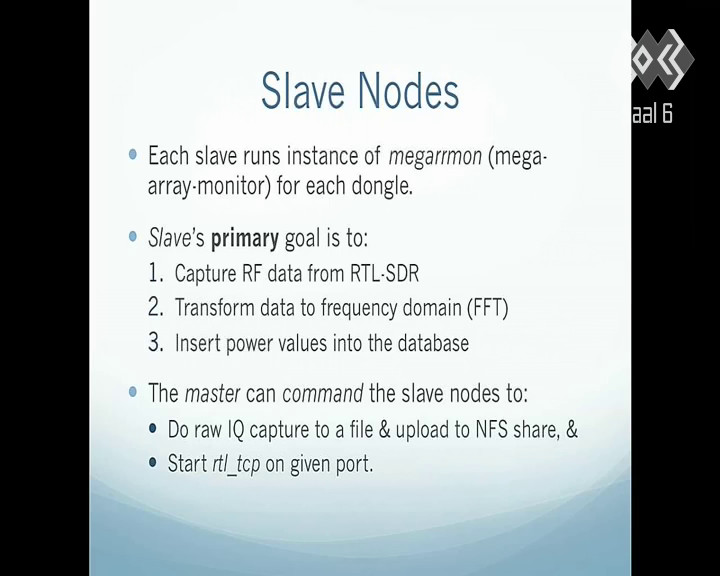 Slave Nodes
aal 6
• Each slave runs instance of megarrmon (mega-
array-monitor) for each dongle.
• Slave's primary goal is to:
1. Capture RF data from RTL-SDR
2. Transform data to frequency domain (FFT)
3. Insert power values into the database
• The master can command the slave nodes to:
• Do raw IQ capture to a file & upload to NFS share, &
• Start rtl_tcp on given port.